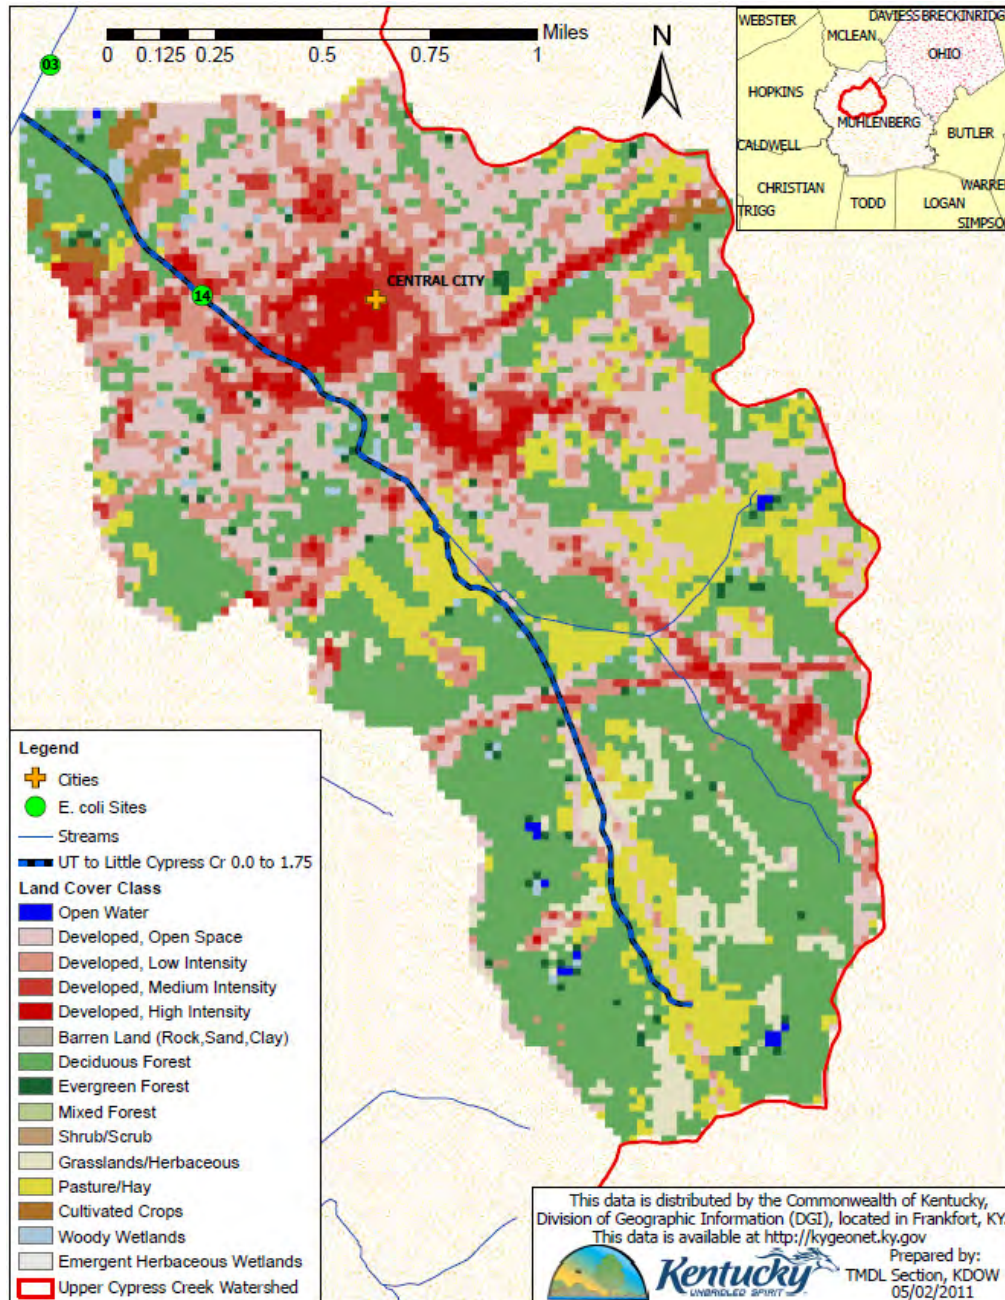 03
Miles
0 0.125 0.25 0.5 0.75 1
N
WEBSTER
DAVIESS
BRECKINRIDG
MCLEAN
OHIO
HOPKINS
MUHLENBERG
BUTLER
CALDWELL
CHRISTIAN
WARRE
TRIGG
TODD
LOGAN
SIMPSO
CENTRAL CITY
14
Legend
Cities
E. coli Sites
Streams
UT to Little Cypress Cr 0.0 to 1.75
Land Cover Class
Open Water
Developed, Open Space
Developed, Low Intensity
Developed, Medium Intensity
Developed, High Intensity
Barren Land (Rock,Sand,Clay)
Deciduous Forest
Evergreen Forest
Mixed Forest
Shrub/Scrub
Grasslands/Herbaceous
Pasture/Hay
Cultivated Crops
Woody Wetlands
Emergent Herbaceous Wetlands
Upper Cypress Creek Watershed
This data is distributed by the Commonwealth of Kentucky,
Division of Geographic Information (DGI), located in Frankfort, KY.
This data is available at http://kygeonet.ky.gov
Kentucky
UNBRIDLED SPIRIT
Prepared by:
TMDL Section, KDOW
05/02/2011